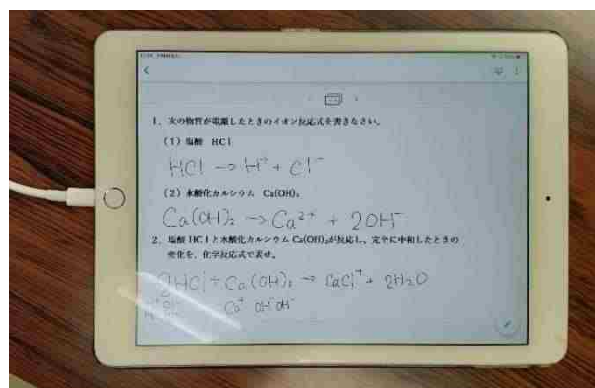 1．次の物質が電離したときのイオン反応式を書きなさい。
（1）塩酸 HCl
HCl → H⁺ + Cl⁻
（2）水酸化カルシウム Ca(OH)₂
Ca(OH)₂ → Ca²⁺ + 2OH⁻
2．塩酸 HCl と水酸化カルシウム Ca(OH)₂が反応し、完全に中和したときの
変化を、化学反応式で表せ。
2HCl + Ca(OH)₂ → CaCl⁺ + 2H₂O
Ca⁺ OH⁻OH⁻